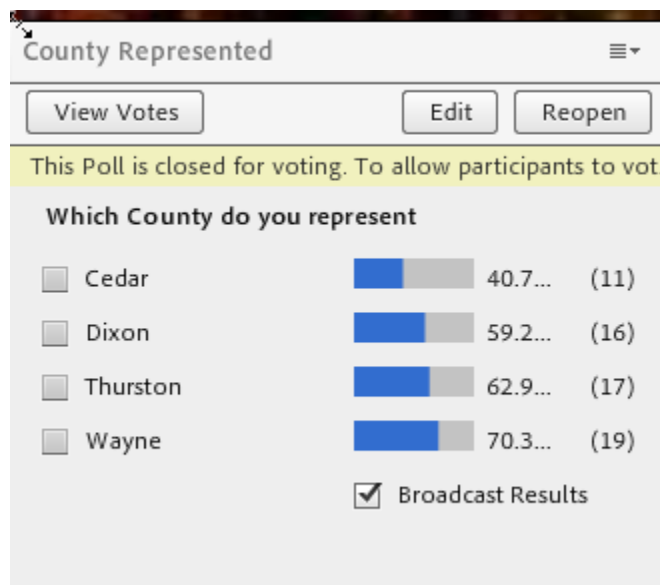 County Represented
View Votes Edit Reopen
This Poll is closed for voting. To allow participants to vot
Which County do you represent
Cedar 40.7... (11)
Dixon 59.2... (16)
Thurston 62.9... (17)
Wayne 70.3... (19)
Broadcast Results